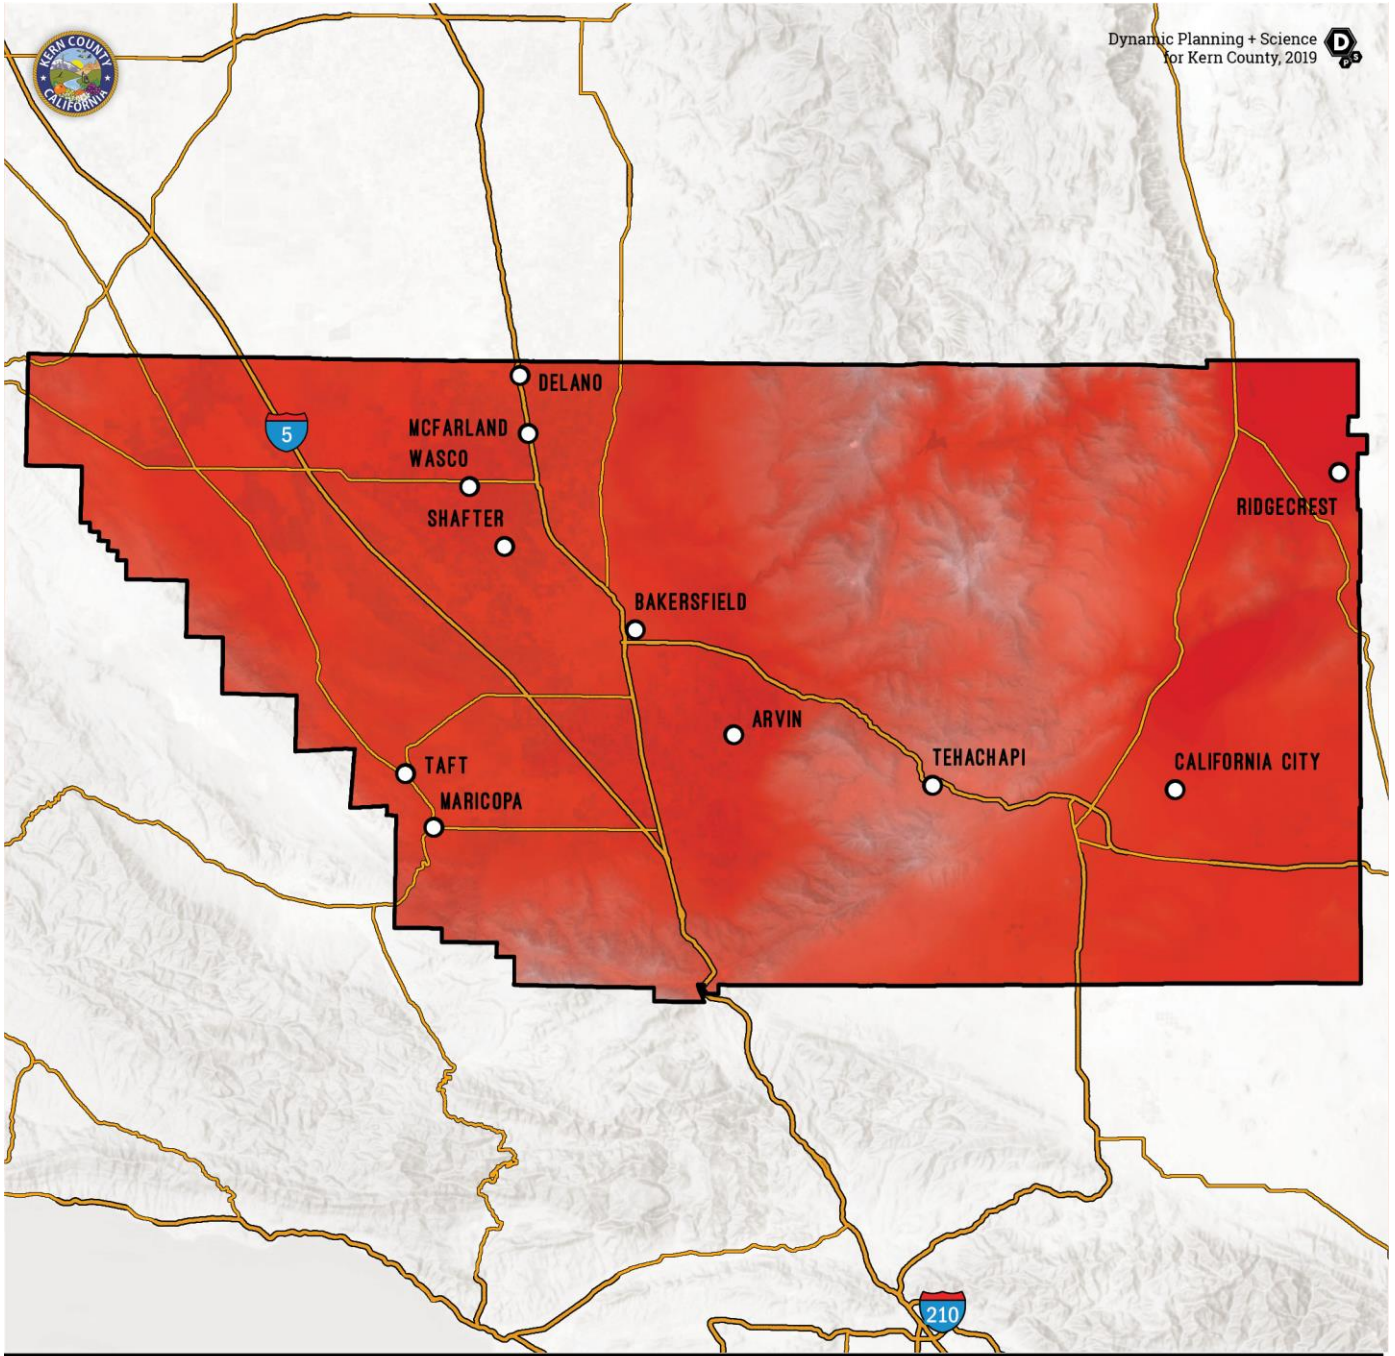 KERN COUNTY
CALIFORNIA
Dynamic Planning + Science
for Kern County, 2019
D
P
S
DELANO
5
MCFARLAND
WASCO
SHAFTER
RIDGECREST
BAKERSFIELD
ARVIN
TEHACHAPI
CALIFORNIA CITY
TAFT
MARICOPA
210